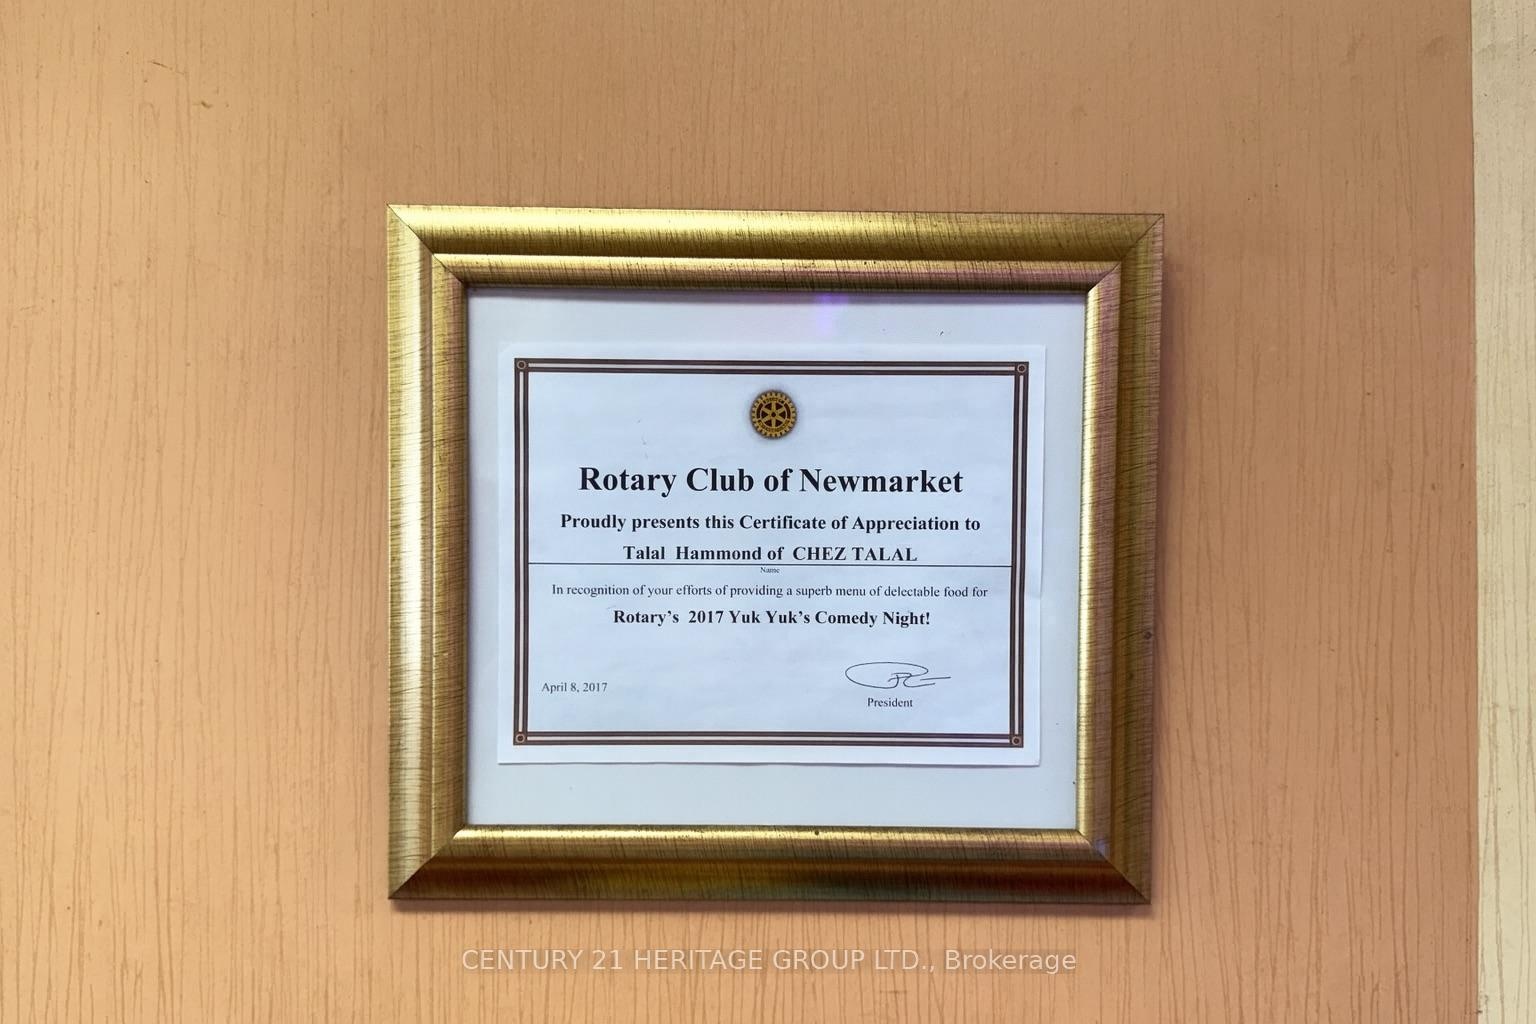 Rotary Club of Newmarket
Proudly presents this Certificate of Appreciation to
Talal Hammond of CHEZ TALAL
Name
In recognition of your efforts of providing a superb menu of delectable food for
Rotary's 2017 Yuk Yuk's Comedy Night!
April 8, 2017
President
CENTURY 21 HERITAGE GROUP LTD., Brokerage